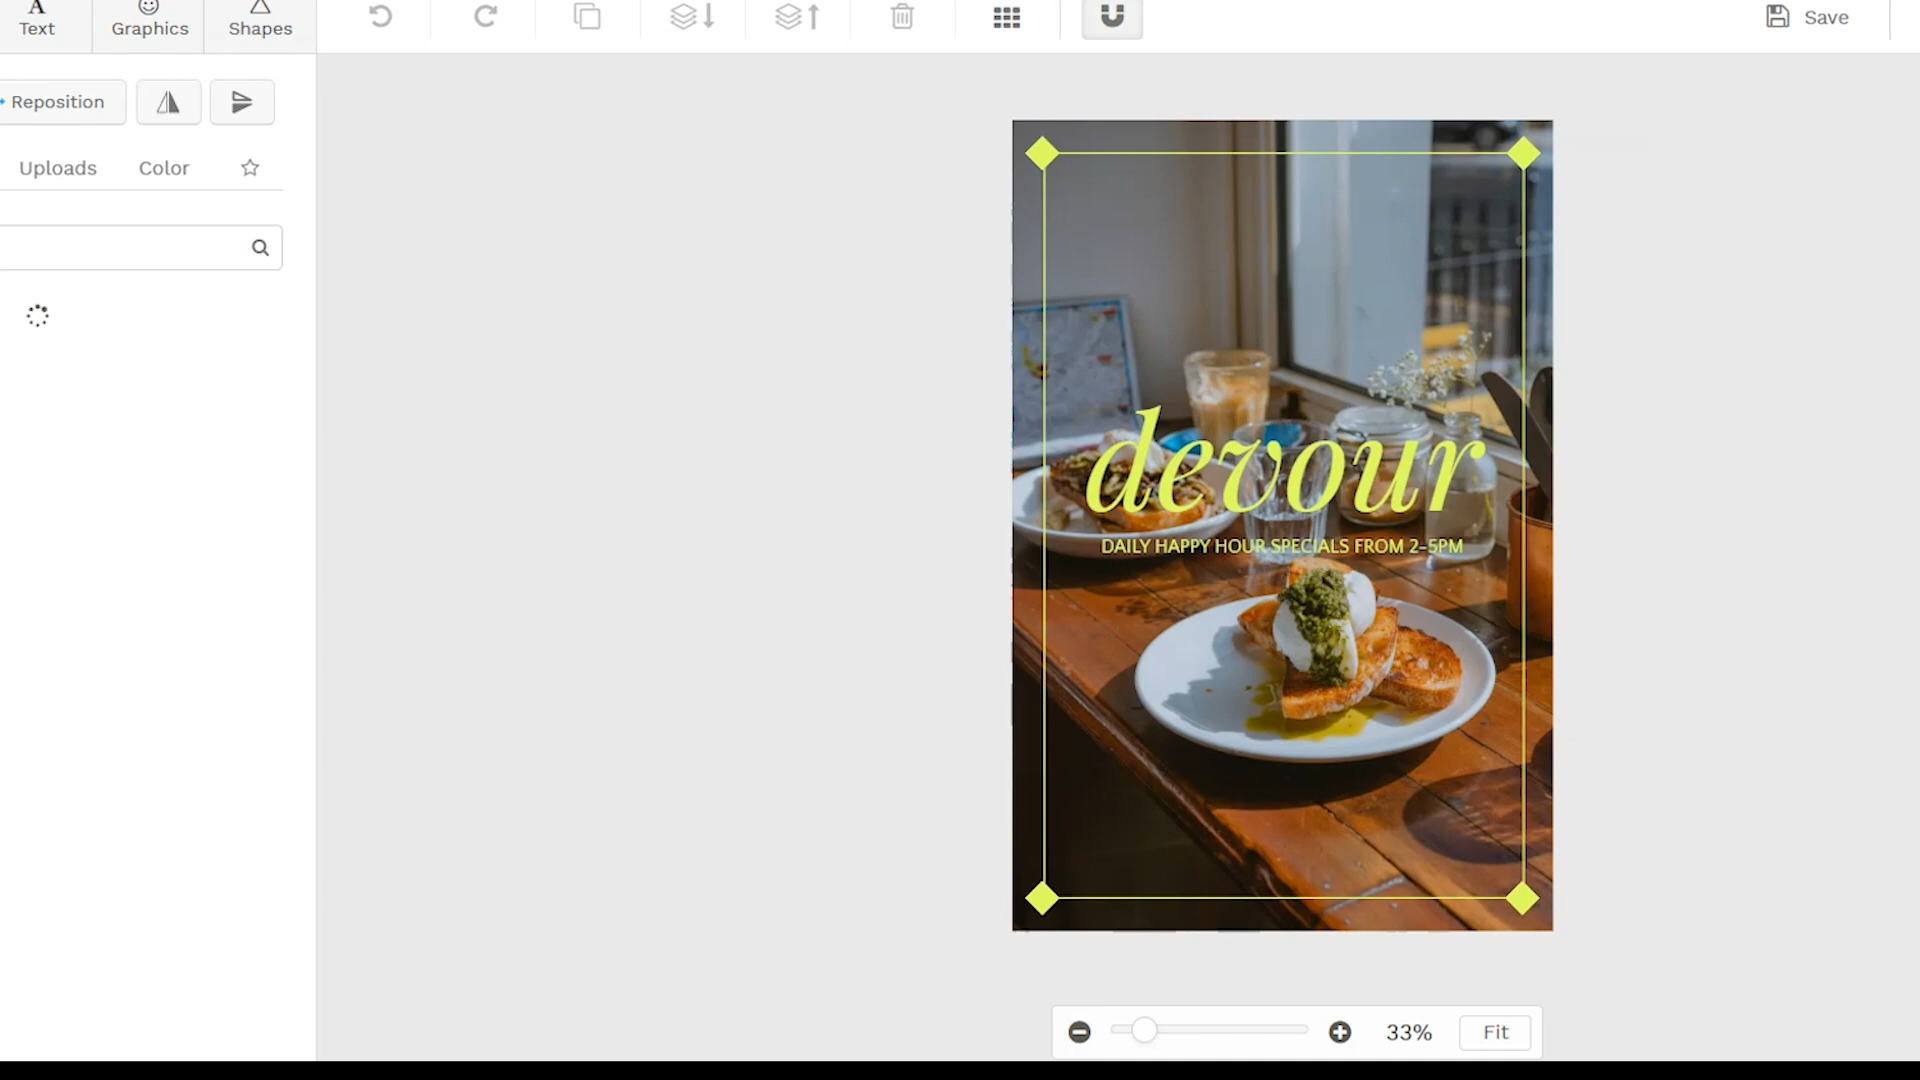 Text
Graphics
Shapes
Save
Reposition
Uploads
Color
devour
DAILY HAPPY HOUR SPECIALS FROM 2-5PM
33%
Fit